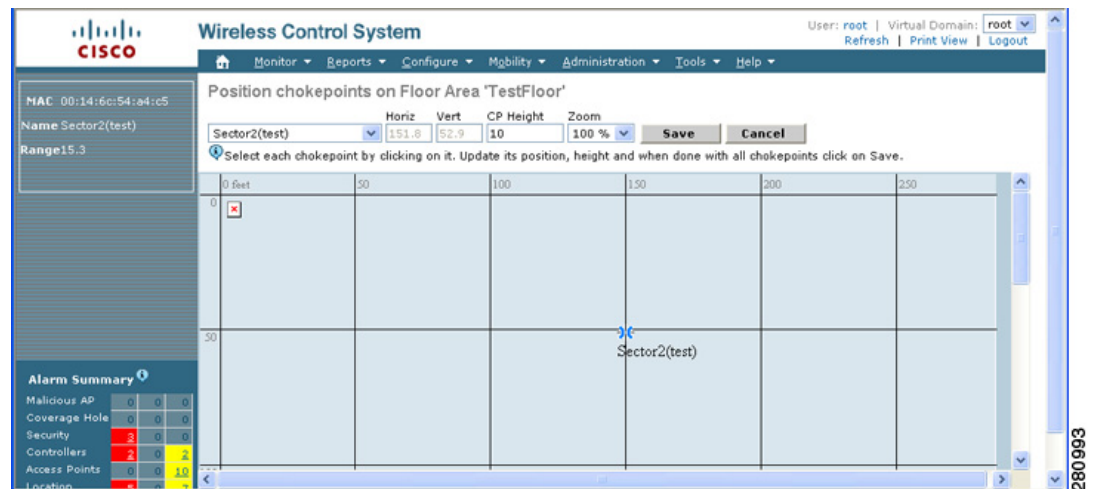 CISCO
Wireless Control System
User: root | Virtual Domain: root
Refresh | Print View | Logout
Monitor Reports Configure Mobility Administration Tools Help
MAC 00:14:6c:54:a4:c5
Name Sector2(test)
Range15.3
Position chokepoints on Floor Area 'TestFloor'
Horiz Vert CP Height Zoom
Sector2(test) 151.8 52.9 10 100 % Save Cancel
Select each chokepoint by clicking on it. Update its position, height and when done with all chokepoints click on Save.
0 feet 50 100 150 200 250
0
50
Sector2(test)
Alarm Summary
Malicious AP 0 0 0
Coverage Hole 0 0 0
Security 0 0
Controllers 2 0 2
Access Points 0 0 10
Location 0
280993